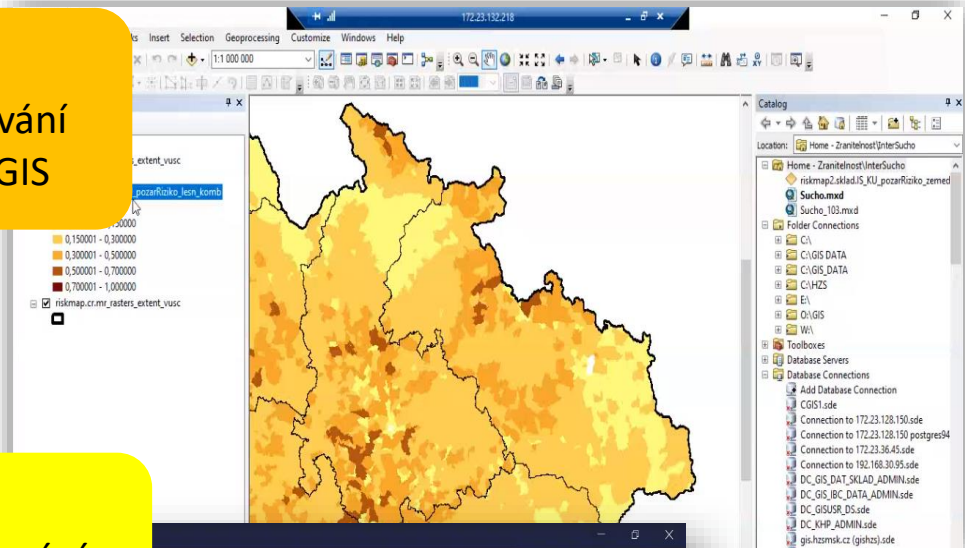 172.23.132.218
Insert Selection Geoprocessing Customize Windows Help
1:1 000 000
vání
GIS
s_extent_vusc
_pozarRiziko_lesn_komb
0,150001 - 0,300000
0,300001 - 0,500000
0,500001 - 0,700000
0,700001 - 1,000000
riskmap.cr.mr_rasters_extent_vusc
Catalog
Location: Home - Zranitelnost\InterSucho
Home - Zranitelnost\InterSucho
riskmap2.sklad.IS_KU_pozarRiziko_zemed
Sucho.mxd
Sucho_103.mxd
Folder Connections
C:\
C:\GIS DATA
C:\GIS_DATA
C:\HZS
E:\
O:\GIS
W:\
Toolboxes
Database Servers
Database Connections
Add Database Connection
CGIS1.sde
Connection to 172.23.128.150.sde
Connection to 172.23.128.150 postgres94
Connection to 172.23.36.45.sde
Connection to 192.168.30.95.sde
DC_GIS_DAT_SKLAD_ADMIN.sde
DC_GIS_IBC_DATA_ADMIN.sde
DC_GISUSR_DS.sde
DC_KHP_ADMIN.sde
gis.hzsmsk.cz (gishzs).sde